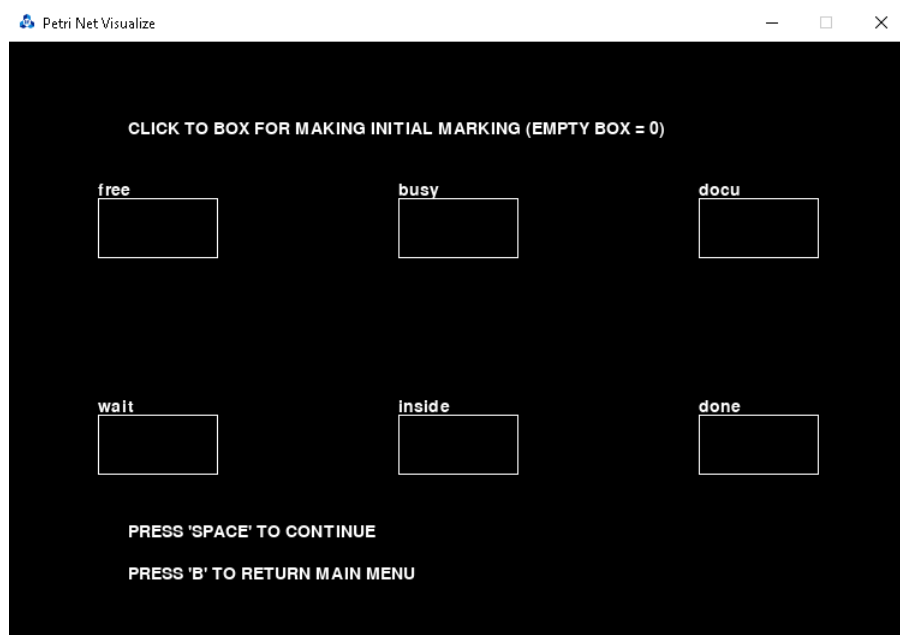 Petri Net Visualize
CLICK TO BOX FOR MAKING INITIAL MARKING (EMPTY BOX = 0)
free busy docu
wait inside done
PRESS 'SPACE' TO CONTINUE
PRESS 'B' TO RETURN MAIN MENU